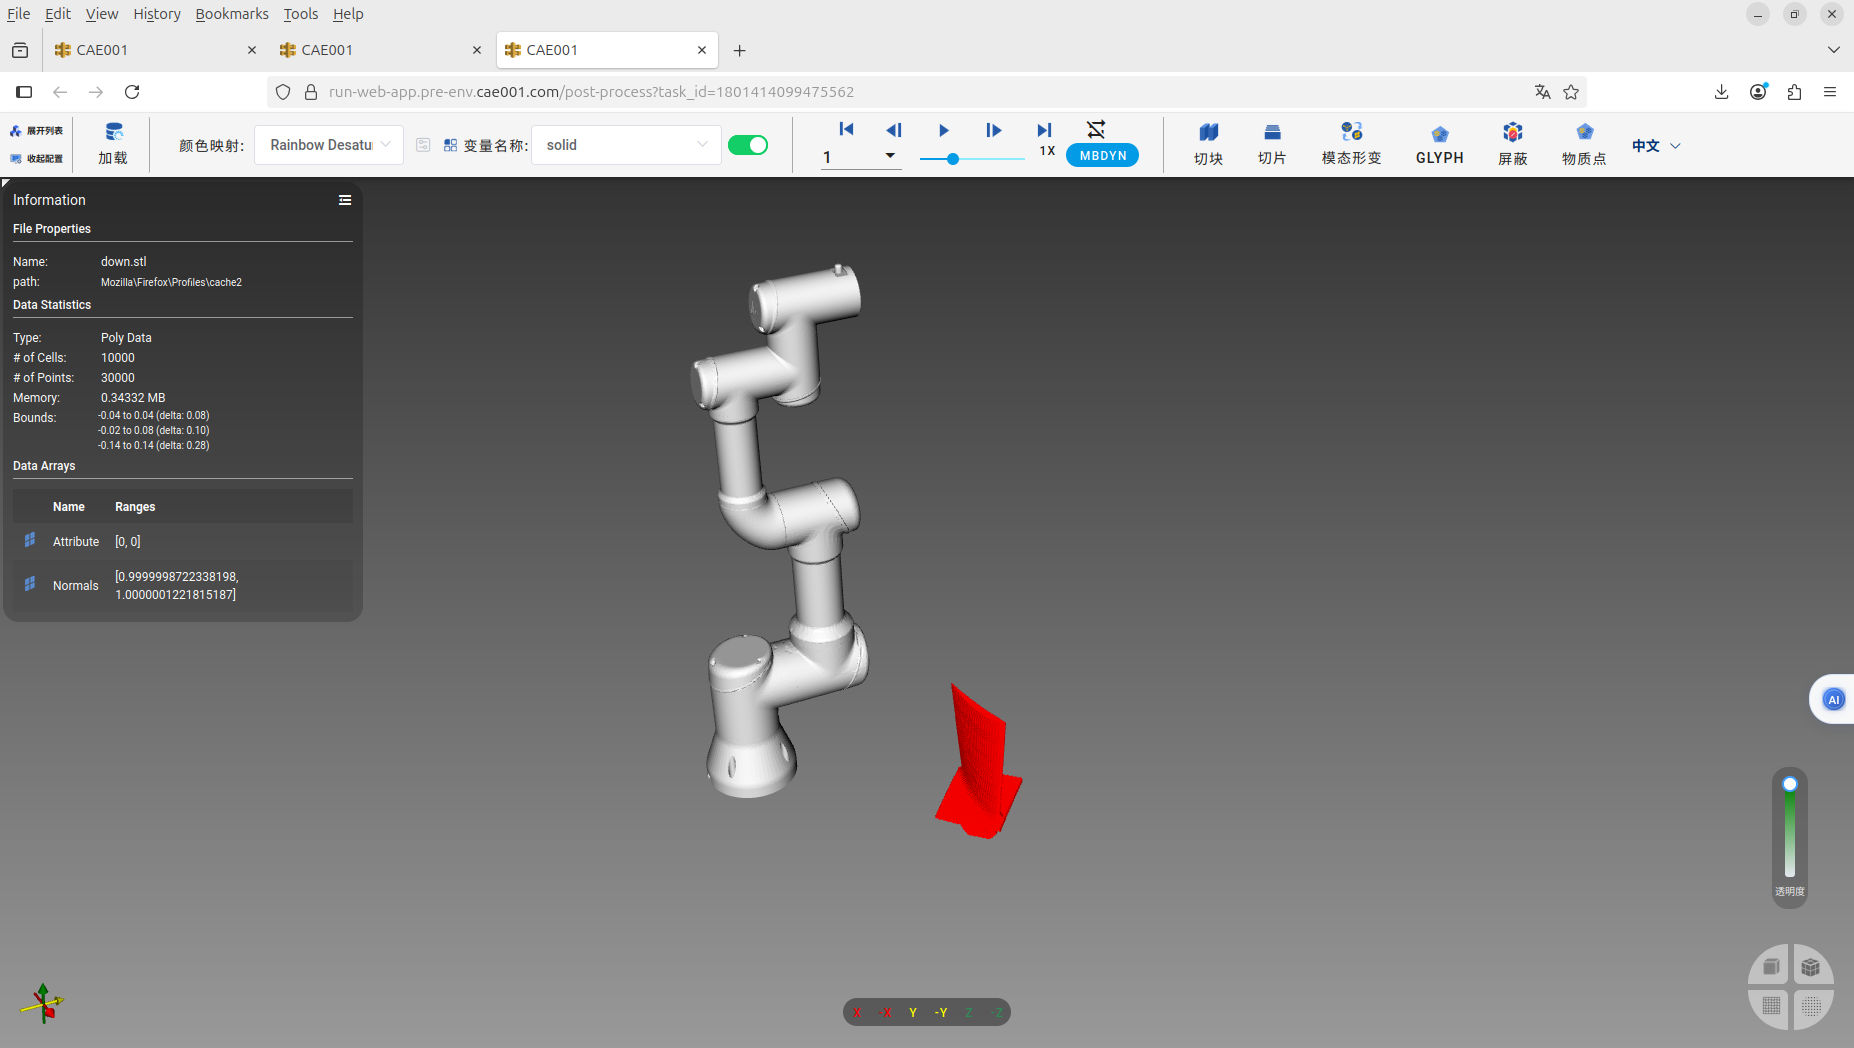 File Edit View History Bookmarks Tools Help
CAE001 CAE001 CAE001
run-web-app.pre-env.cae001.com/post-process?task_id=1801414099475562
展开列表
收起配置
加载
颜色映射: Rainbow Desatu
变量名称: solid
1
1X
MBDYN
切块
切片
模态形变
GLYPH
屏蔽
物质点
中文
Information
File Properties
Name: down.stl
path: Mozilla\Firefox\Profiles\cache2
Data Statistics
Type: Poly Data
# of Cells: 10000
# of Points: 30000
Memory: 0.34332 MB
Bounds: -0.04 to 0.04 (delta: 0.08)
-0.02 to 0.08 (delta: 0.10)
-0.14 to 0.14 (delta: 0.28)
Data Arrays
Name Ranges
Attribute [0, 0]
Normals [0.9999998722338198,
1.0000001221815187]
AI
透明度
X -X Y -Y Z -Z